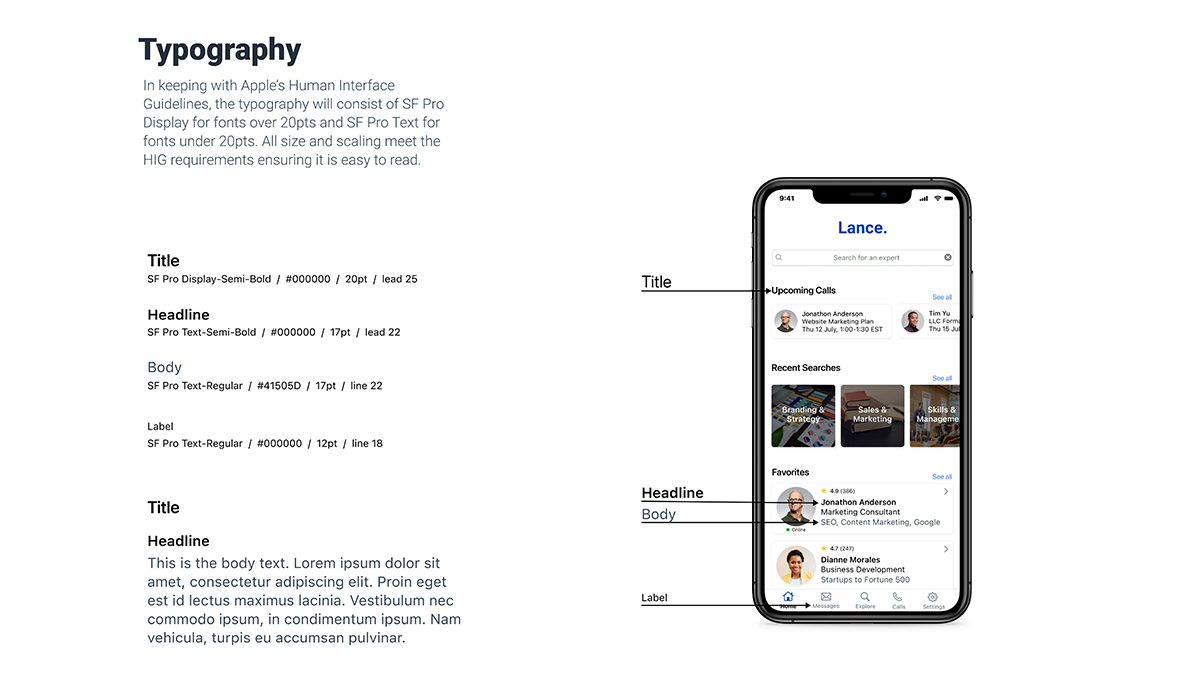 Typography
In keeping with Apple's Human Interface
Guidelines, the typography will consist of SF Pro
Display for fonts over 20pts and SF Pro Text for
fonts under 20pts. All size and scaling meet the
HIG requirements ensuring it is easy to read.
Title
SF Pro Display-Semi-Bold / #000000 / 20pt / lead 25
Headline
SF Pro Text-Semi-Bold / #000000 / 17pt / lead 22
Body
SF Pro Text-Regular / #41505D / 17pt / line 22
Label
SF Pro Text-Regular / #000000 / 12pt / line 18
Title
Headline
This is the body text. Lorem ipsum dolor sit
amet, consectetur adipiscing elit. Proin eget
est id lectus maximus lacinia. Vestibulum nec
commodo ipsum, in condimentum ipsum. Nam
vehicula, turpis eu accumsan pulvinar.
Title
Headline
Body
Label
9:41
Lance.
Search for an expert
Upcoming Calls
See all
Jonathon Anderson
Website Marketing Plan
Thu 12 July, 1:00-1:30 EST
Tim Yu
LLC Forma
Thu 15 Jul
Recent Searches
See all
Branding &
Strategy
Sales &
Marketing
Skills &
Manageme
Favorites
See all
4.9 (386)
Jonathon Anderson
Marketing Consultant
SEO, Content Marketing, Google
Online
4.7 (247)
Dianne Morales
Business Development
Startups to Fortune 500
Home
Messages
Explore
Calls
Settings